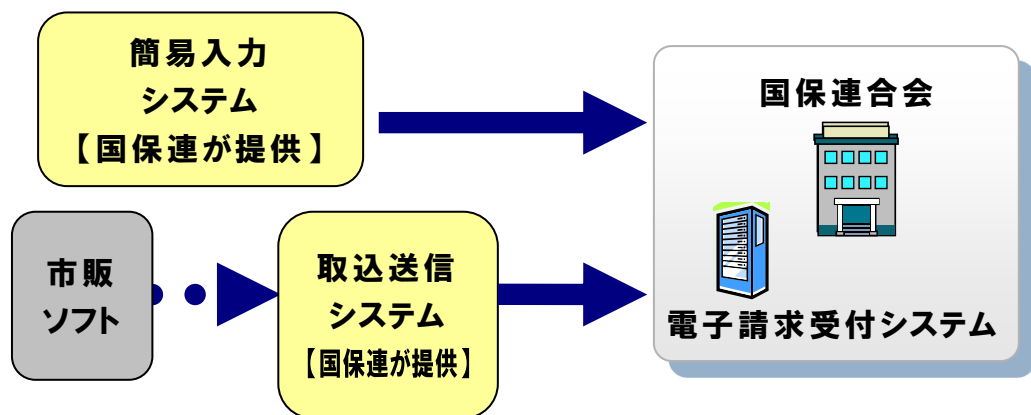 簡易入力
システム
【国保連が提供】
国保連合会
市販
ソフト
取込送信
システム
【国保連が提供】
電子請求受付システム